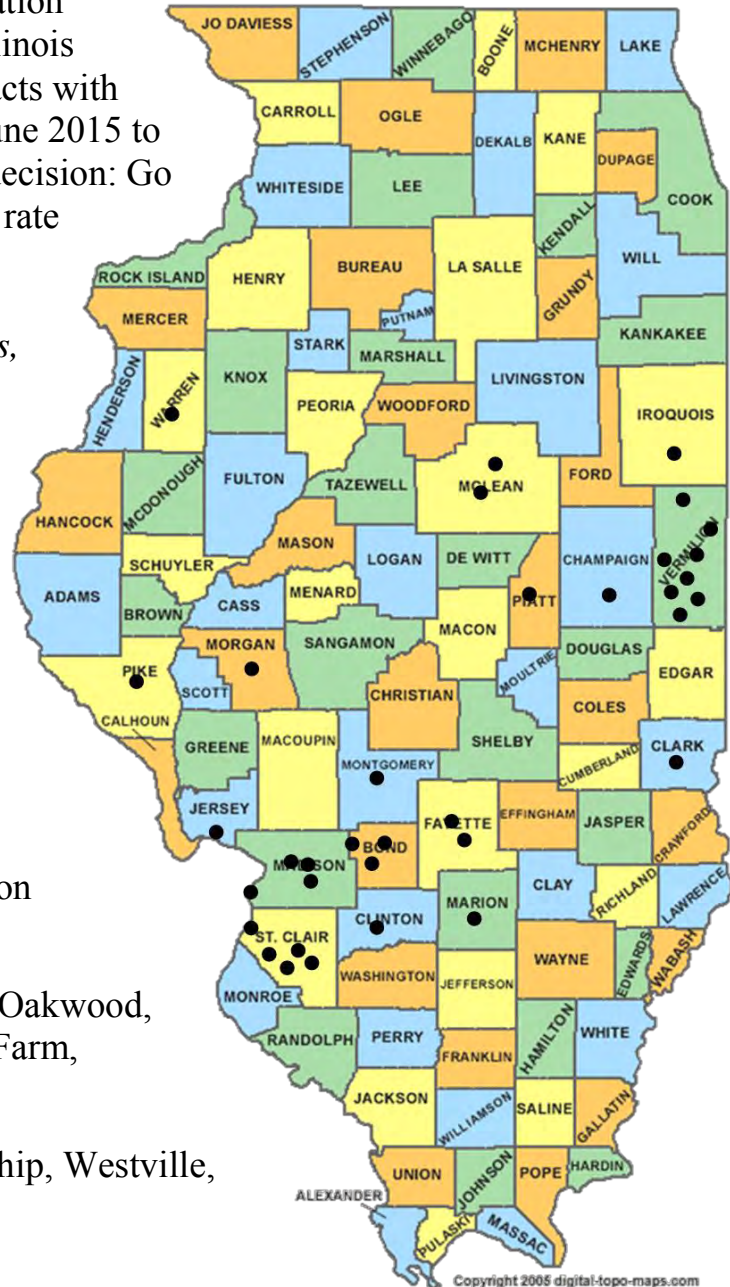 ation
linois
acts with
une 2015 to
decision: Go
rate
s,
on
Oakwood,
Farm,
hip, Westville,
JO DAVIESS
STEPHENSON
WINNEBAGO
BOONE
MCHENRY
LAKE
CARROLL
OGLE
DEKALB
KANE
DUPAGE
COOK
WHITESIDE
LEE
KENDALL
ROCK ISLAND
HENRY
BUREAU
LA SALLE
GRUNDY
WILL
MERCER
PUTNAM
STARK
MARSHALL
KANKAKEE
HENDERSON
WARREN
KNOX
PEORIA
WOODFORD
LIVINGSTON
IROQUOIS
FORD
HANCOCK
MCDONOUGH
FULTON
TAZEWELL
MCLEAN
VERMILION
SCHUYLER
MASON
LOGAN
DE WITT
CHAMPAIGN
ADAMS
BROWN
CASS
MENARD
PIATT
MACON
PIKE
MORGAN
SCOTT
SANGAMON
CHRISTIAN
MOULTRIE
DOUGLAS
EDGAR
COLES
CALHOUN
GREENE
MACOUPIN
MONTGOMERY
SHELBY
CUMBERLAND
CLARK
JERSEY
FAYETTE
EFFINGHAM
JASPER
CRAWFORD
MADISON
BOND
CLAY
RICHLAND
LAWRENCE
ST. CLAIR
CLINTON
MARION
WAYNE
EDWARDS
WABASH
MONROE
WASHINGTON
JEFFERSON
RANDOLPH
PERRY
FRANKLIN
HAMILTON
WHITE
JACKSON
WILLIAMSON
SALINE
GALLATIN
UNION
JOHNSON
POPE
HARDIN
ALEXANDER
PULASKI
MASSAC
Copyright 2005 digital-topo-maps.com